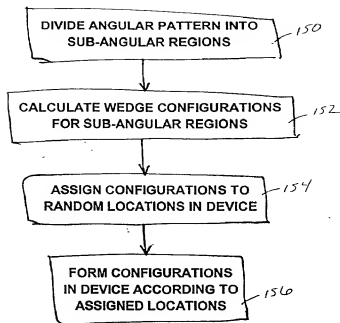 DIVIDE ANGULAR PATTERN INTO
SUB-ANGULAR REGIONS
150
CALCULATE WEDGE CONFIGURATIONS
FOR SUB-ANGULAR REGIONS
152
ASSIGN CONFIGURATIONS TO
RANDOM LOCATIONS IN DEVICE
154
FORM CONFIGURATIONS
IN DEVICE ACCORDING TO
ASSIGNED LOCATIONS
156